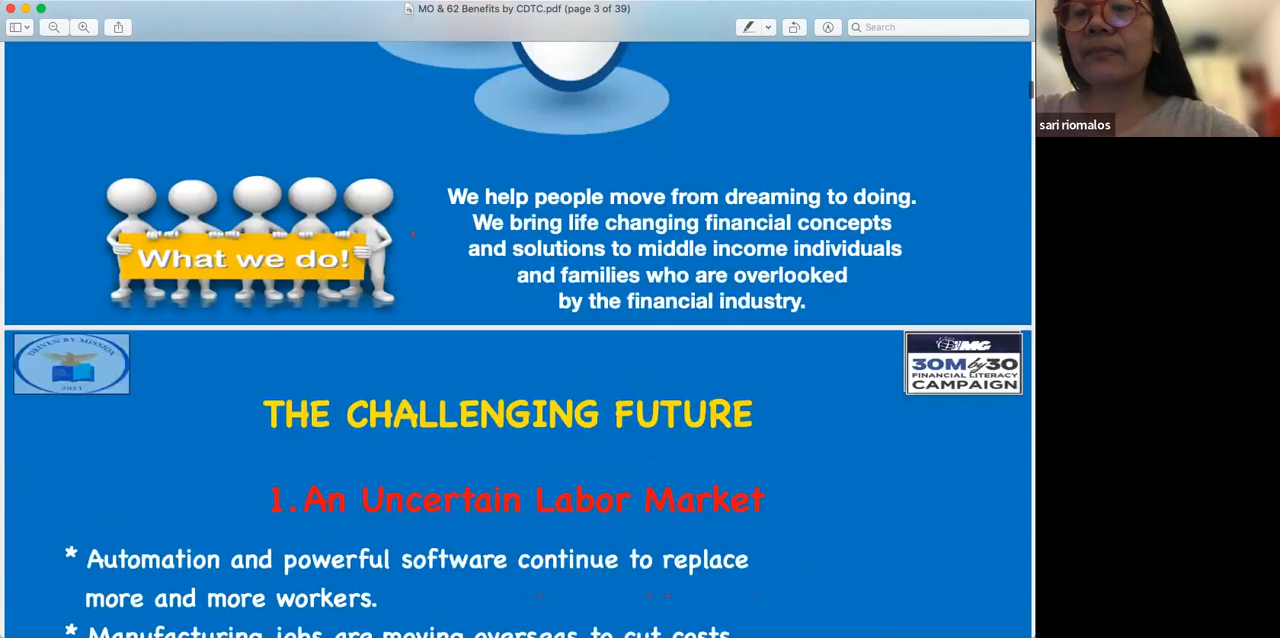 MO & 62 Benefits by CDTC.pdf (page 3 of 39)
Search
sari riomalos
What we do!
We help people move from dreaming to doing.
We bring life changing financial concepts
and solutions to middle income individuals
and families who are overlooked
by the financial industry.
DRIVEN BY MISSION
2021
IMG
30M by 30
FINANCIAL LITERACY
CAMPAIGN
THE CHALLENGING FUTURE
1. An Uncertain Labor Market
* Automation and powerful software continue to replace
more and more workers.
* Manufacturing jobs are moving overseas to cut costs